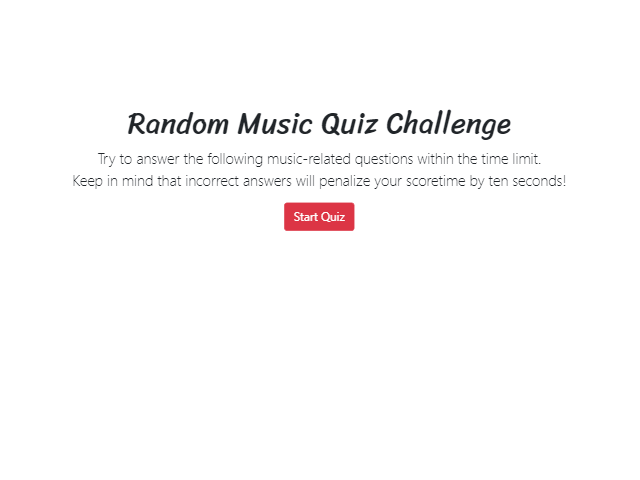 Random Music Quiz Challenge
Try to answer the following music-related questions within the time limit.
Keep in mind that incorrect answers will penalize your scoretime by ten seconds!
Start Quiz